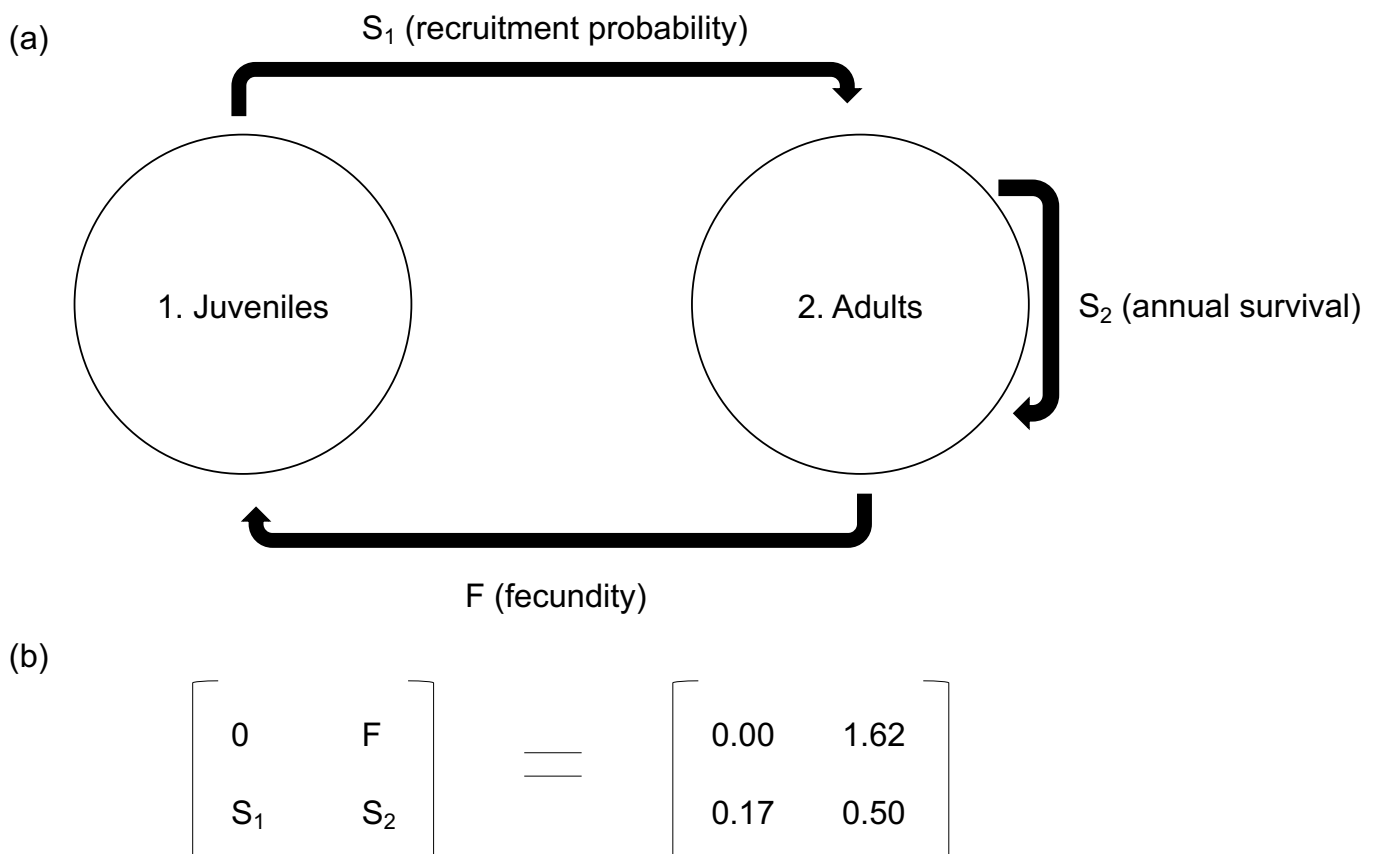 (a)
S₁ (recruitment probability)
1. Juveniles
2. Adults
S₂ (annual survival)
F (fecundity)
(b)
0 F = 0.00 1.62
S₁ S₂ 0.17 0.50